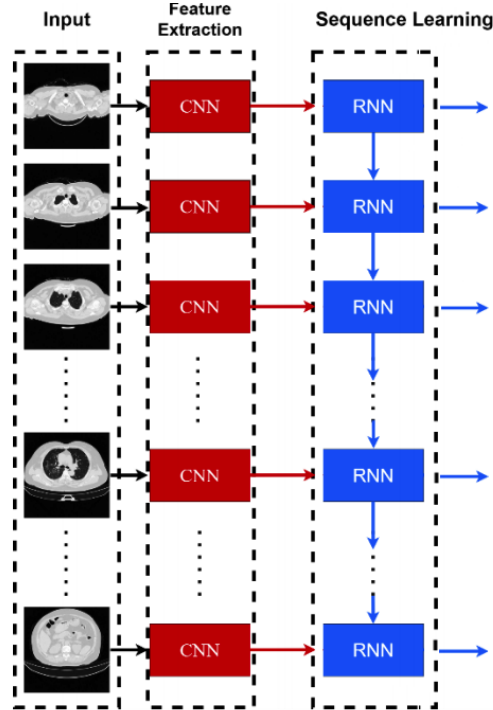 Input
Feature
Extraction
Sequence Learning
CNN
RNN
CNN
RNN
CNN
RNN
CNN
RNN
CNN
RNN